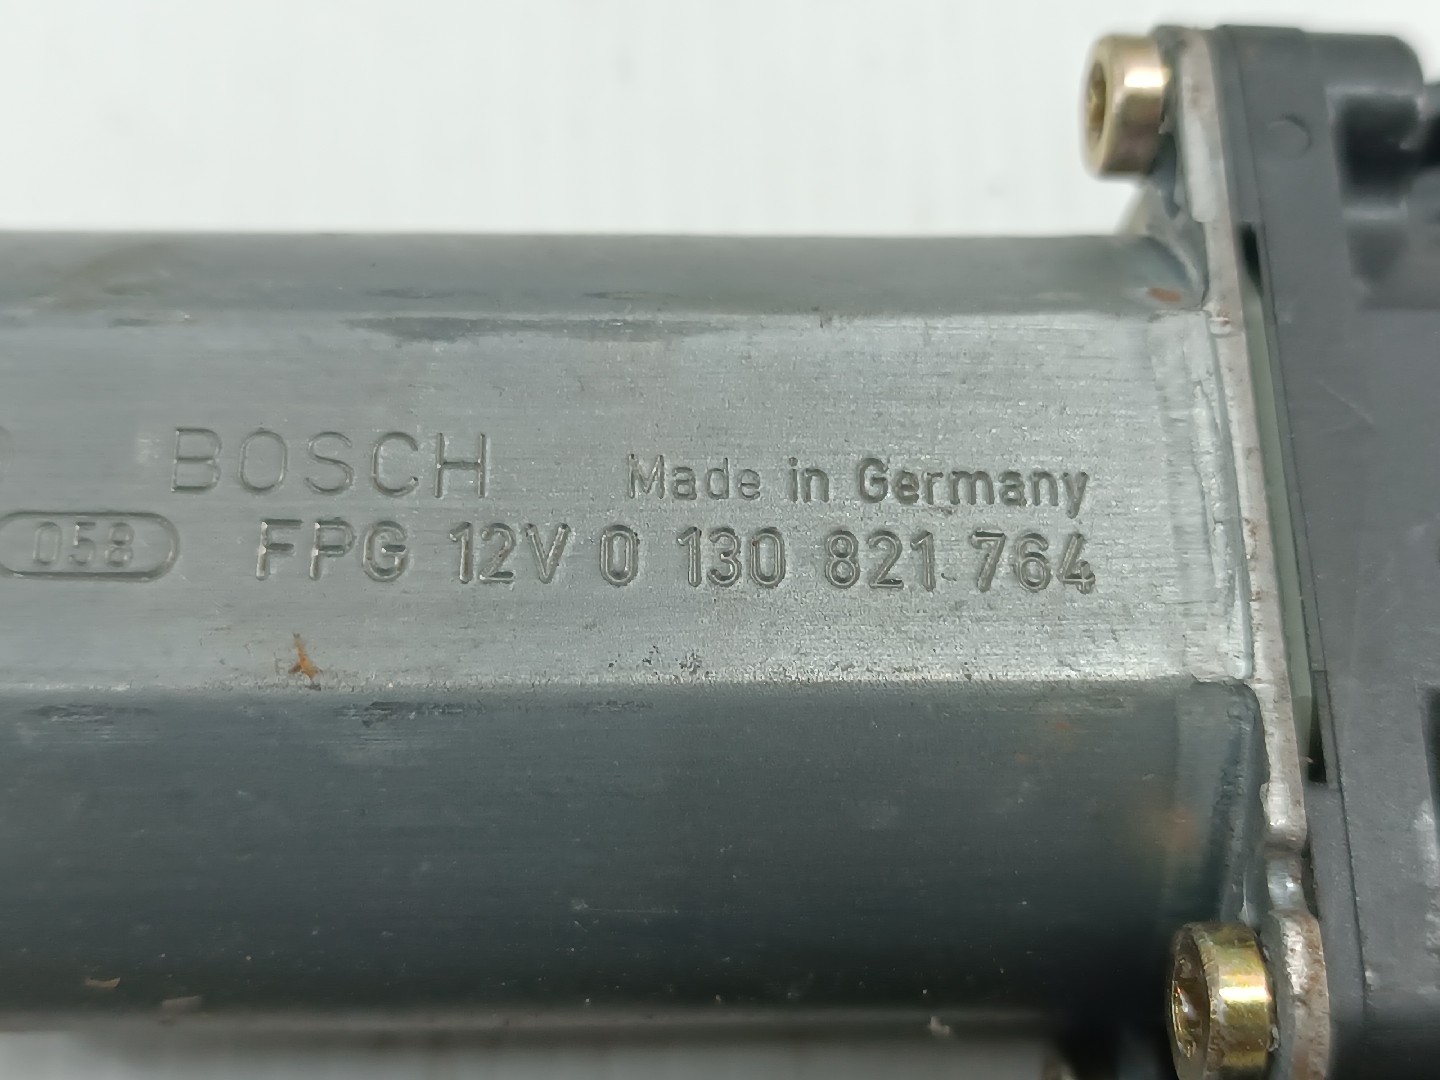 BOSCH Made in Germany
058 FPG 12V 0 130 821 764